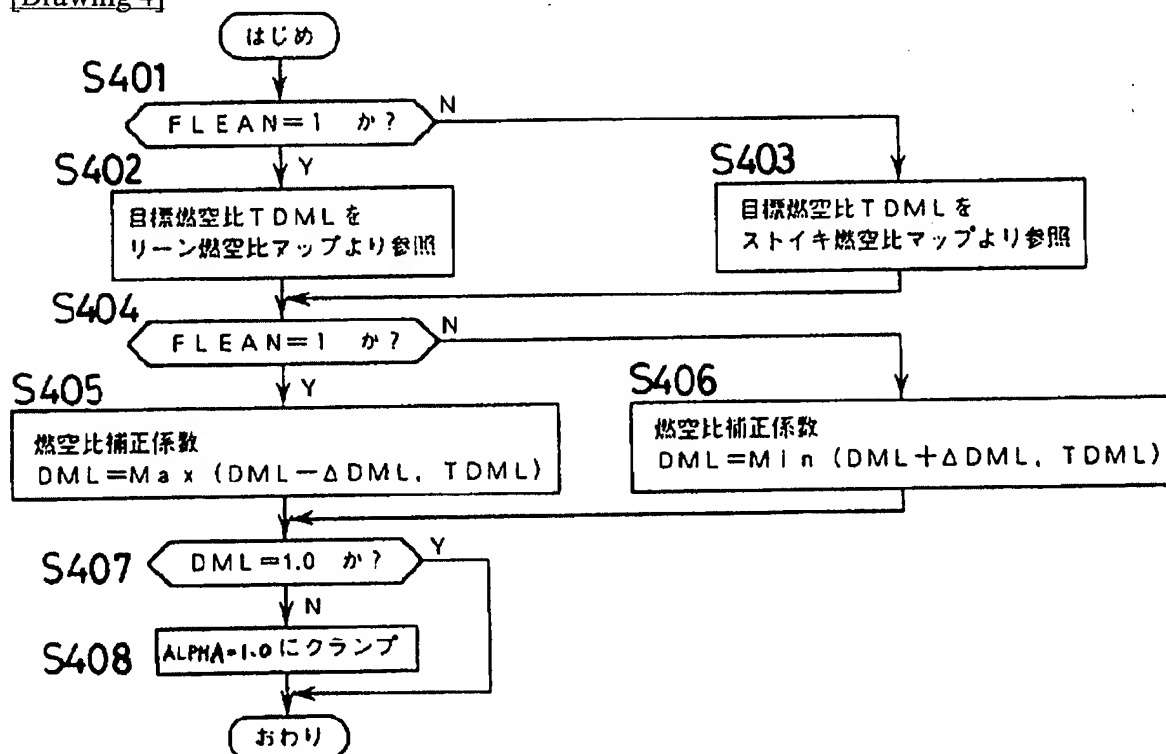 [Drawing 4]
はじめ
S401
FLEAN=1 か?
N
Y
S402
目標燃空比TDMLを
リーン燃空比マップより参照
S403
目標燃空比TDMLを
ストイキ燃空比マップより参照
S404
FLEAN=1 か?
N
Y
S405
燃空比補正係数
DML=Max (DML-ΔDML, TDML)
S406
燃空比補正係数
DML=Min (DML+ΔDML, TDML)
S407
DML=1.0 か?
Y
N
S408
ALPHA=1.0にクランプ
おわり